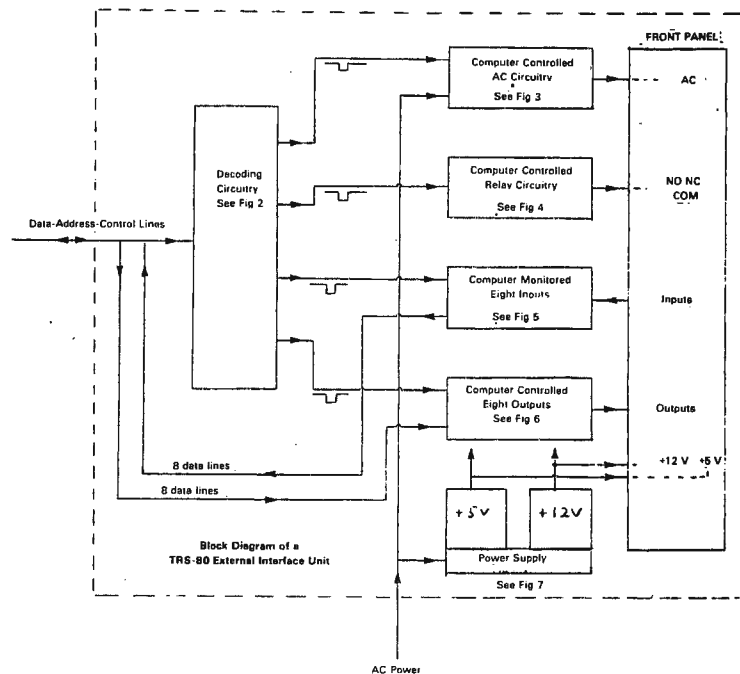 FRONT PANEL
Computer Controlled
AC Circuitry
See Fig 3
AC
Decoding
Circuitry
See Fig 2
Computer Controlled
Relay Circuitry
See Fig 4
NO NC
COM
Data-Address-Control Lines
Computer Monitored
Eight Inputs
See Fig 5
Inputs
Computer Controlled
Eight Outputs
See Fig 6
Outputs
8 data lines
8 data lines
+12 V +5 V
+5V
+12V
Block Diagram of a
TRS-80 External Interface Unit
Power Supply
See Fig 7
AC Power